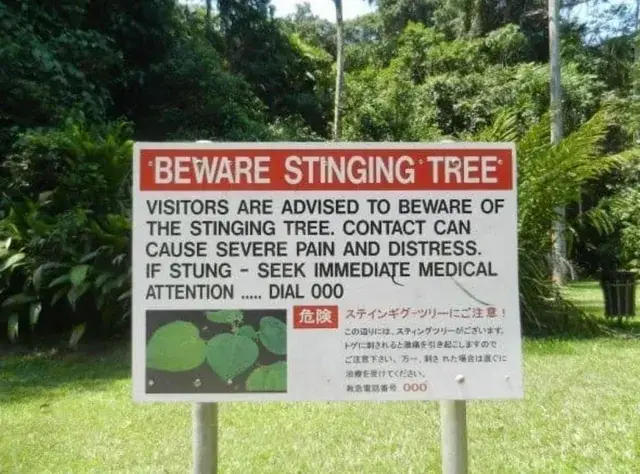 BEWARE STINGING TREE
VISITORS ARE ADVISED TO BEWARE OF
THE STINGING TREE. CONTACT CAN
CAUSE SEVERE PAIN AND DISTRESS.
IF STUNG - SEEK IMMEDIATE MEDICAL
ATTENTION ..... DIAL 000
危険
ステインギグ-ツリーにご注意！
この辺りには、スティングツリーがございます。
トゲに刺されると激痛を引き起こしますので
ご注意下さい、万一、刺された場合は直ぐに
治療を受けてください。
救急電話番号 000